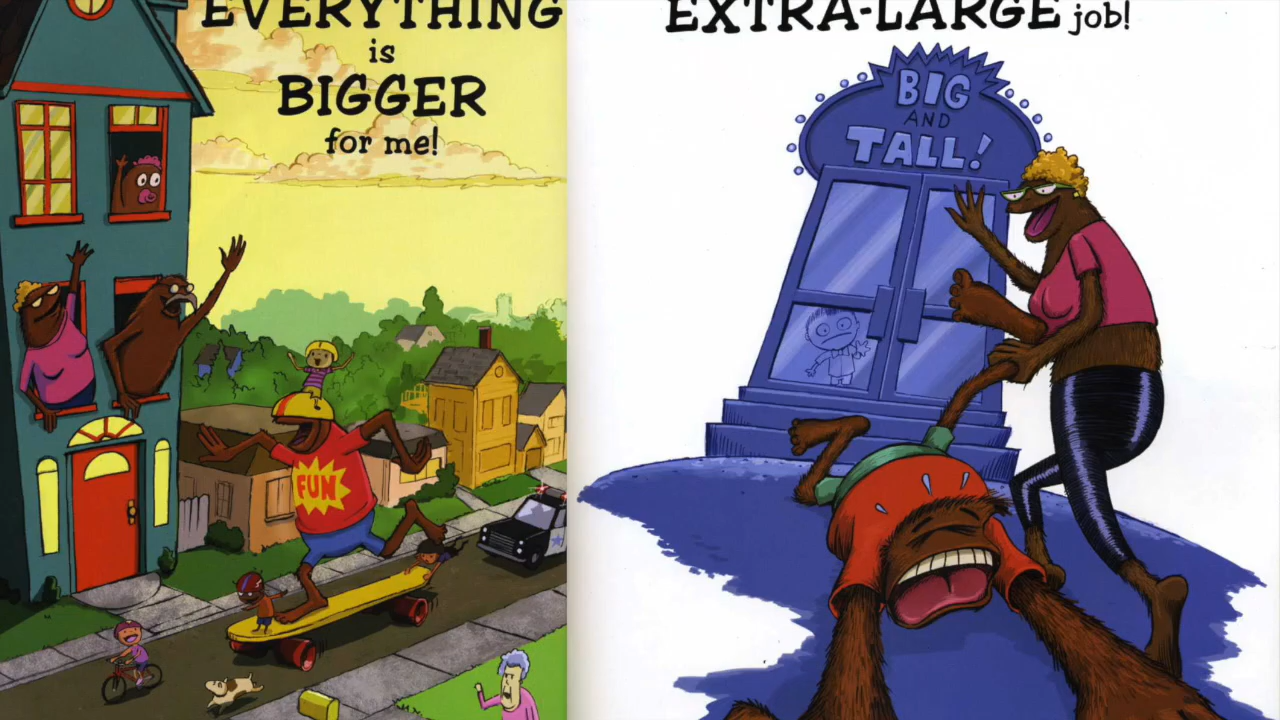 EVERYTHING
is
BIGGER
for me!
FUN
EXTRA-LARGE job!
BIG
AND
TALL!